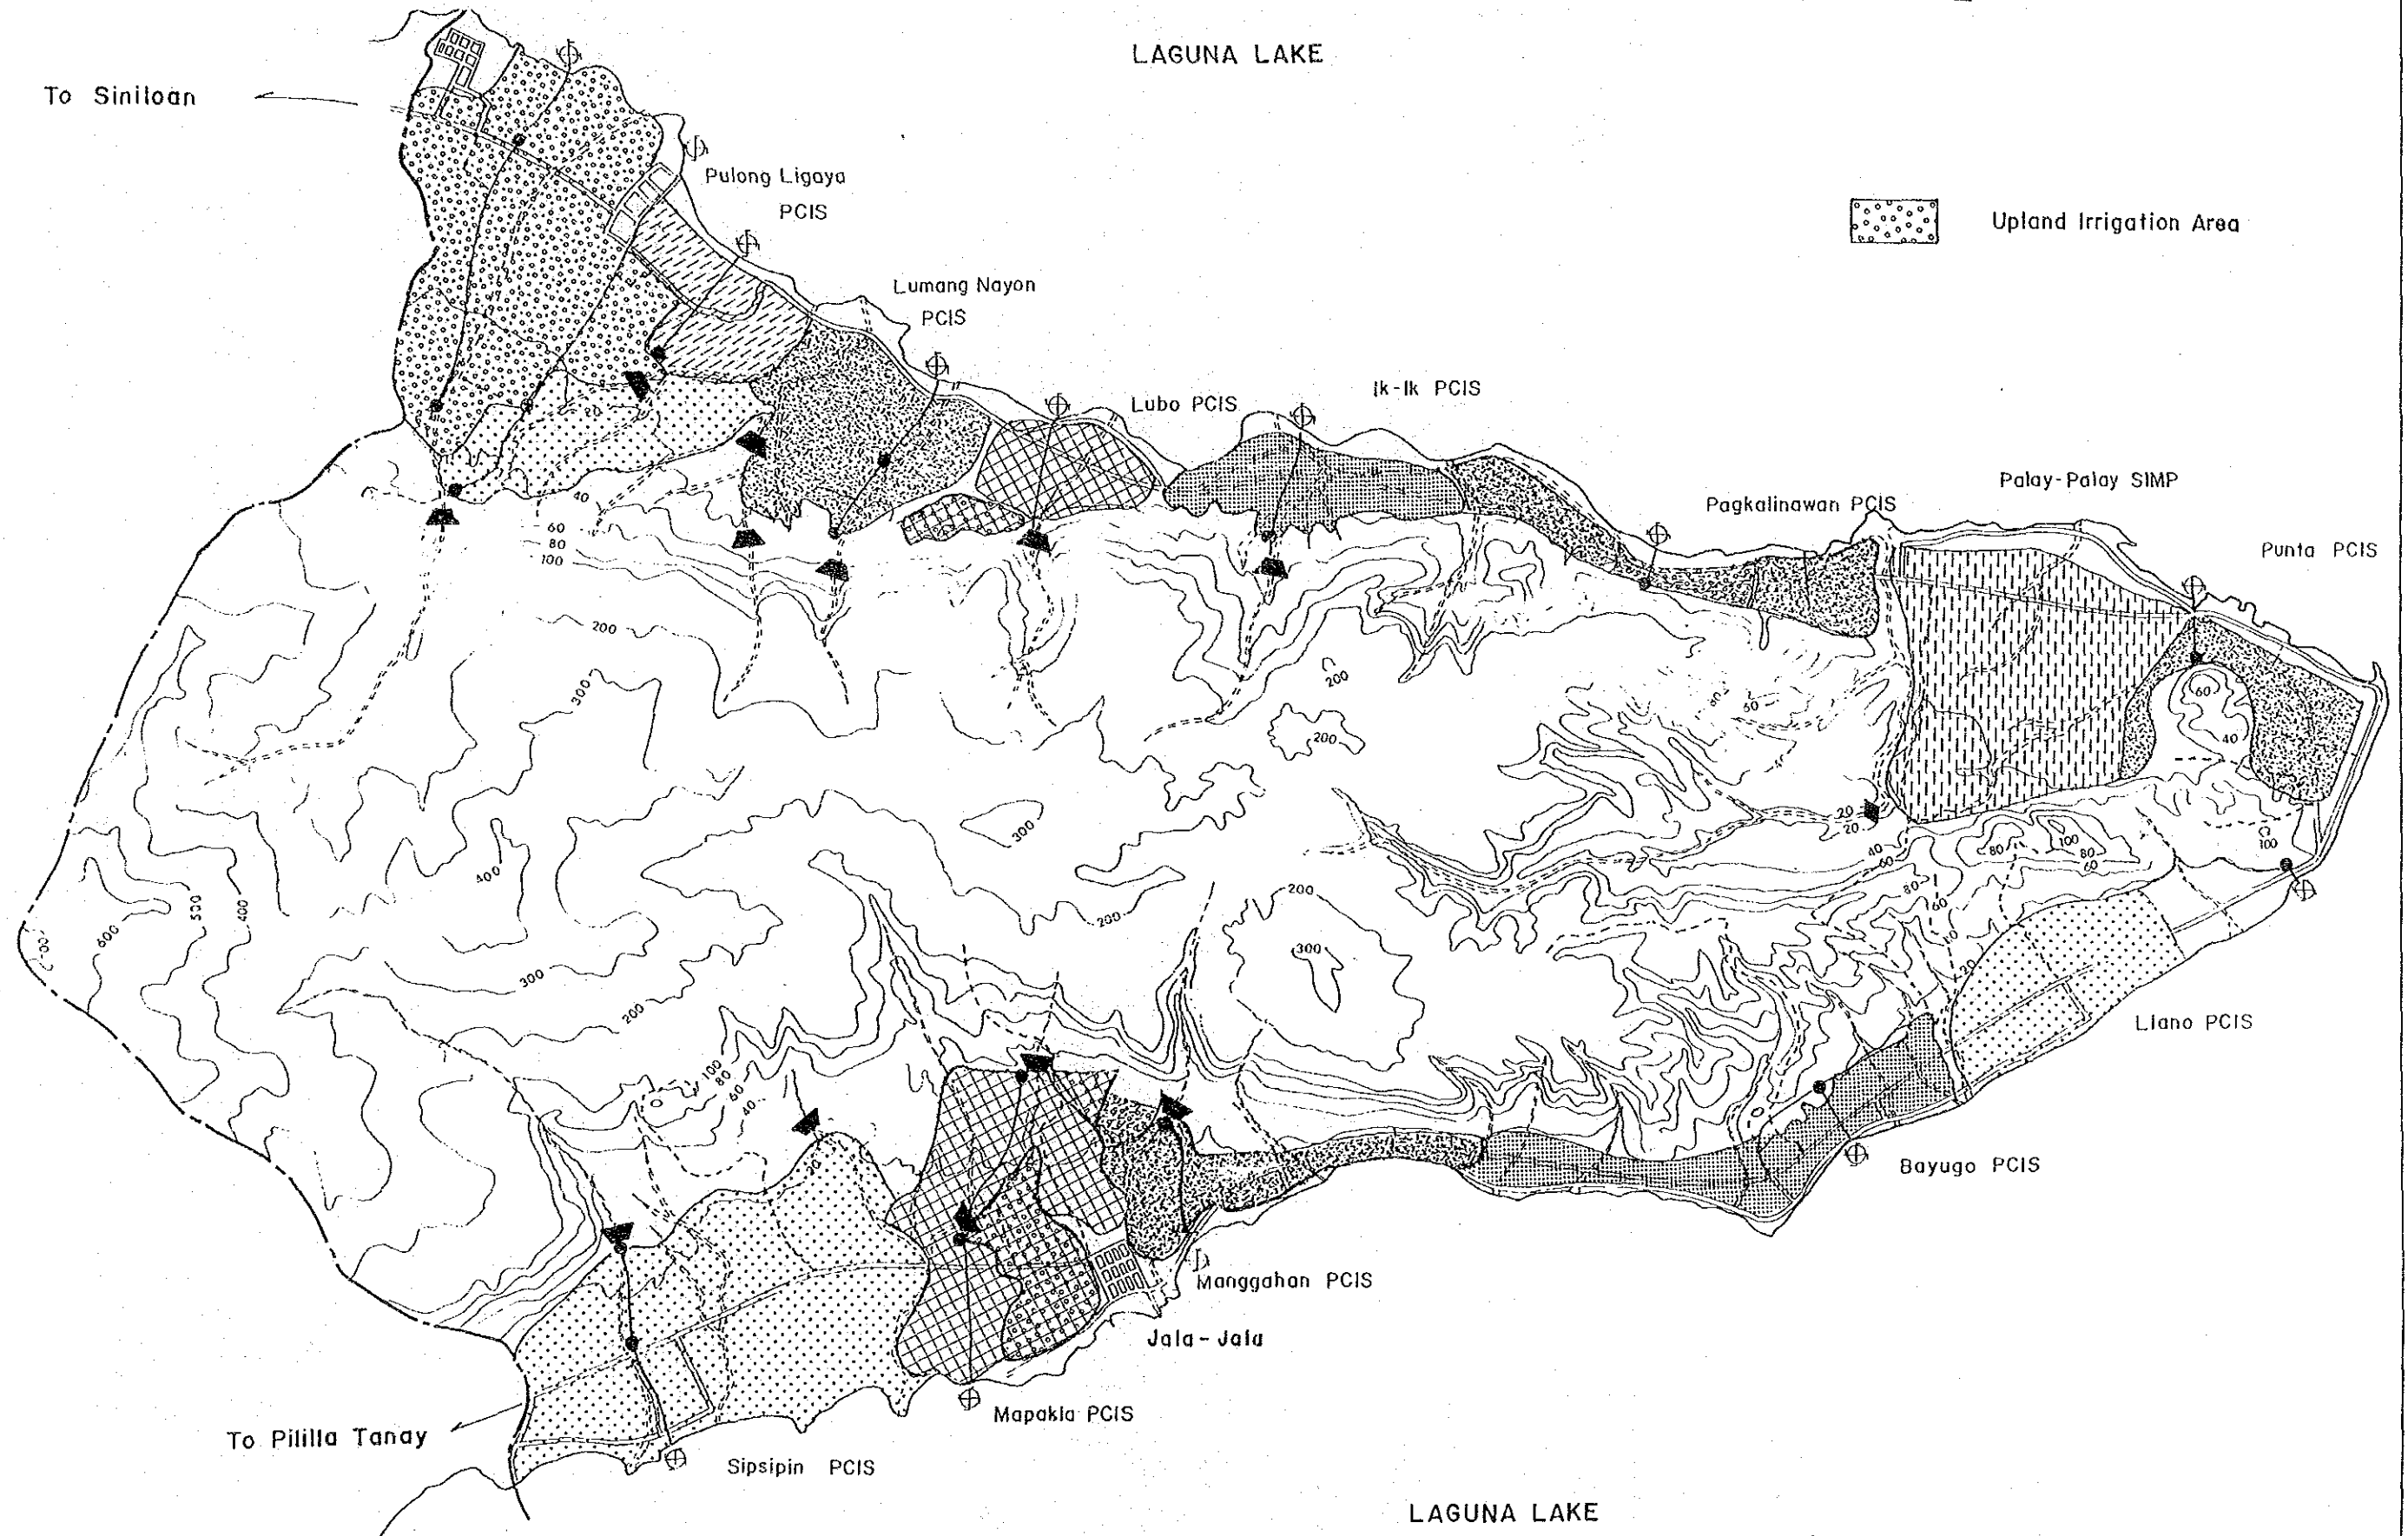 LAGUNA LAKE
To Siniloan
Pulong Ligaya
PCIS
Upland Irrigation Area
Lumang Nayon
PCIS
Ik-Ik PCIS
Lubo PCIS
20
Palay-Palay SIMP
Pagkalinawan PCIS
40
60
Punta PCIS
80
100
200
200
300
80
60
60
200
40
300
20
20
400
40
60
80
100
80
60
100
200
200
500
400
80
60
600
300
20
300
200
Llano PCIS
100
80
60
40
20
Bayugo PCIS
Manggahan PCIS
Jala-Jala
Mapakla PCIS
To Pililla Tanay
Sipsipin PCIS
LAGUNA LAKE